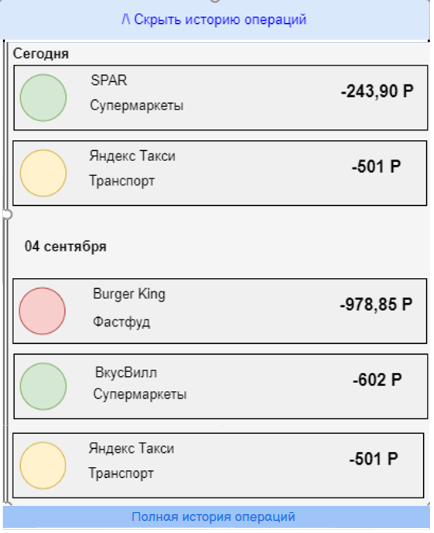 /\ Скрыть историю операций
Сегодня
SPAR
Супермаркеты
-243,90 Р
Яндекс Такси
Транспорт
-501 Р
04 сентября
Burger King
Фастфуд
-978,85 Р
ВкусВилл
Супермаркеты
-602 Р
Яндекс Такси
Транспорт
-501 Р
Полная история операций